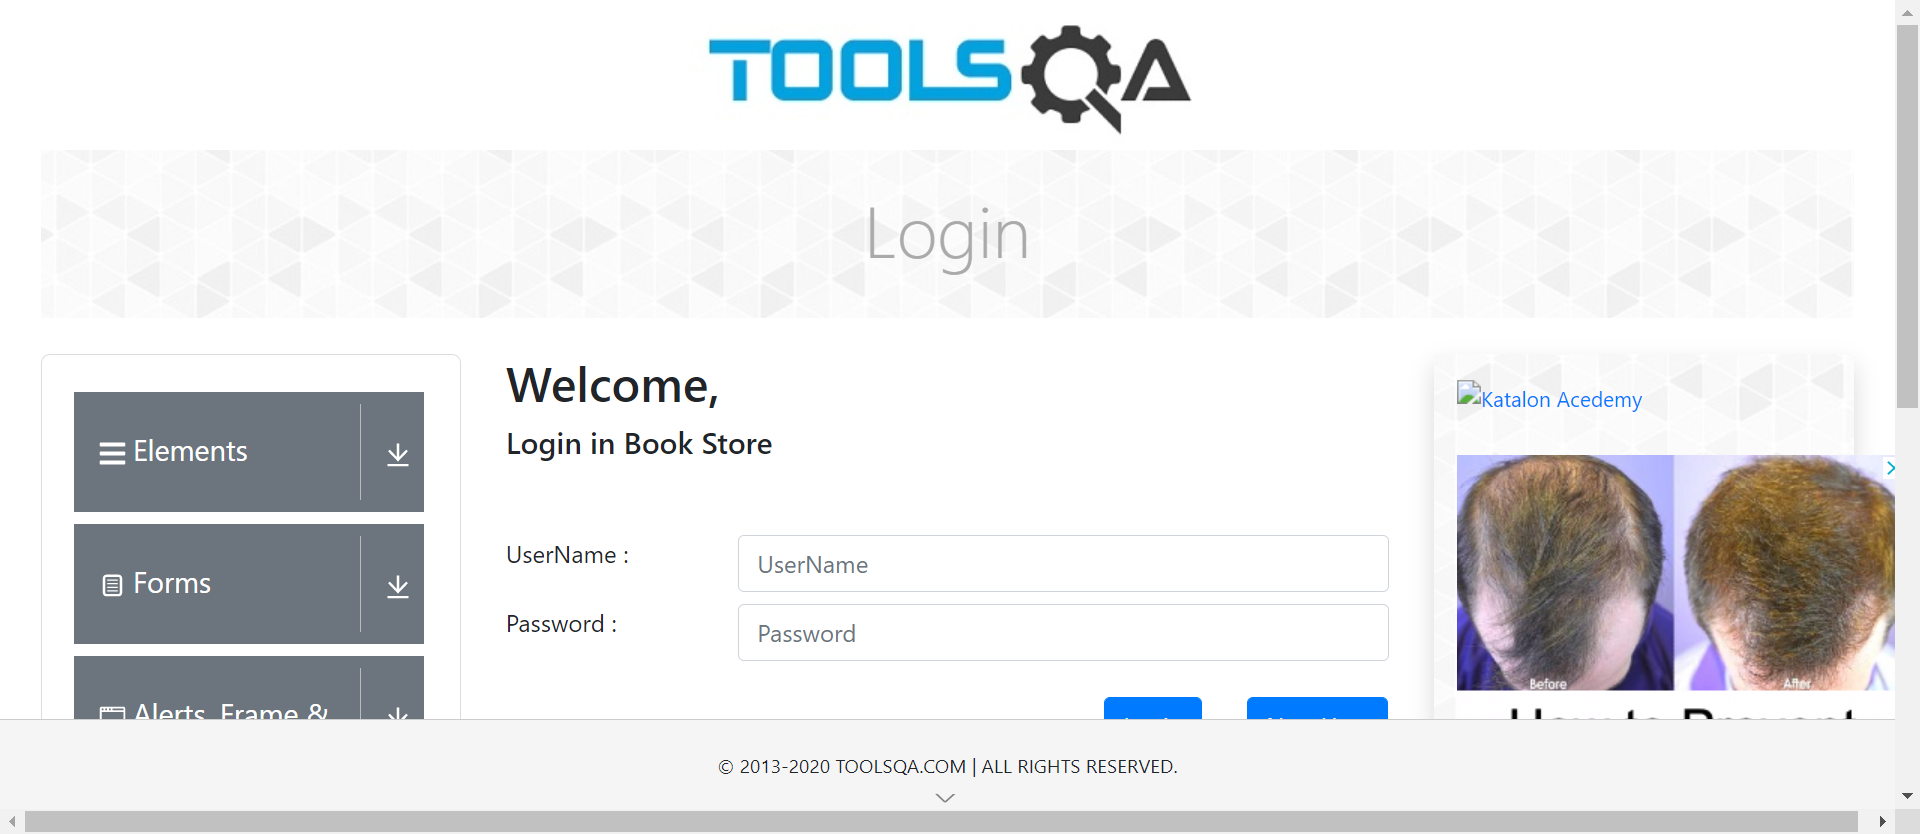 TOOLSQA
Login
Elements
Forms
Alerts, Frame &
Welcome,
Login in Book Store
UserName :
UserName
Password :
Password
Katalon Acedemy
Before
After
How to Prevent
© 2013-2020 TOOLSQA.COM | ALL RIGHTS RESERVED.